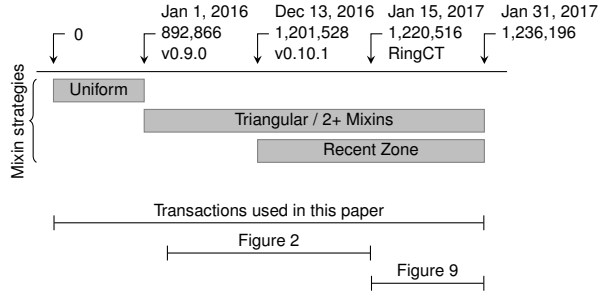 Jan 1, 2016
Dec 13, 2016
Jan 15, 2017
Jan 31, 2017
0
892,866
1,201,528
1,220,516
1,236,196
v0.9.0
v0.10.1
RingCT
Mixin strategies
Uniform
Triangular / 2+ Mixins
Recent Zone
Transactions used in this paper
Figure 2
Figure 9